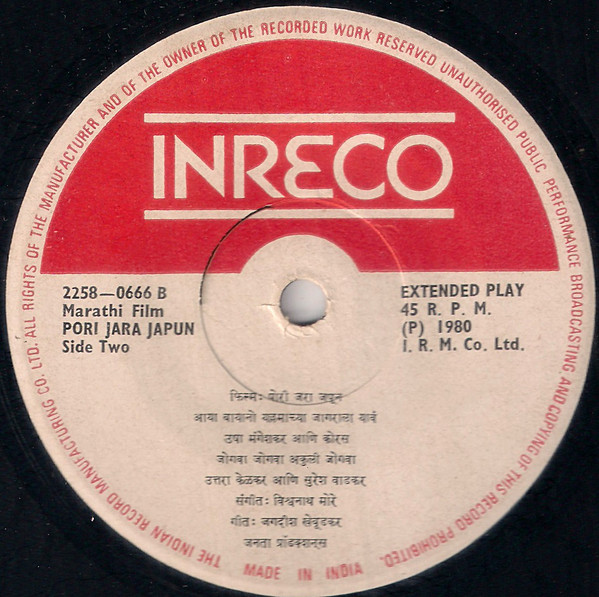 THE INDIAN RECORD MANUFACTURING CO. LTD. ALL RIGHTS OF THE MANUFACTURER AND OF THE OWNER OF THE RECORDED WORK RESERVED UNAUTHORISED PUBLIC PERFORMANCE BROADCASTING AND COPYING OF THIS RECORD PROHIBITED.
INRECO
2258—0666 B
Marathi Film
PORI JARA JAPUN
Side Two
EXTENDED PLAY
45 R. P. M.
(P) 1980
I. R. M. Co. Ltd.
फिल्म: पोरी जरा जपून
आया बायानो यळमाच्या जागराला यावं
उषा मंगेशकर आणि कोरस
जोगवा जोगवा अकुली जोगवा
उत्तरा केळकर आणि सुरेश वाडकर
संगीत: विश्वनाथ मोरे
गीत: जगदीश खेबूडकर
जनता प्रॉडक्शन्स
MADE IN INDIA